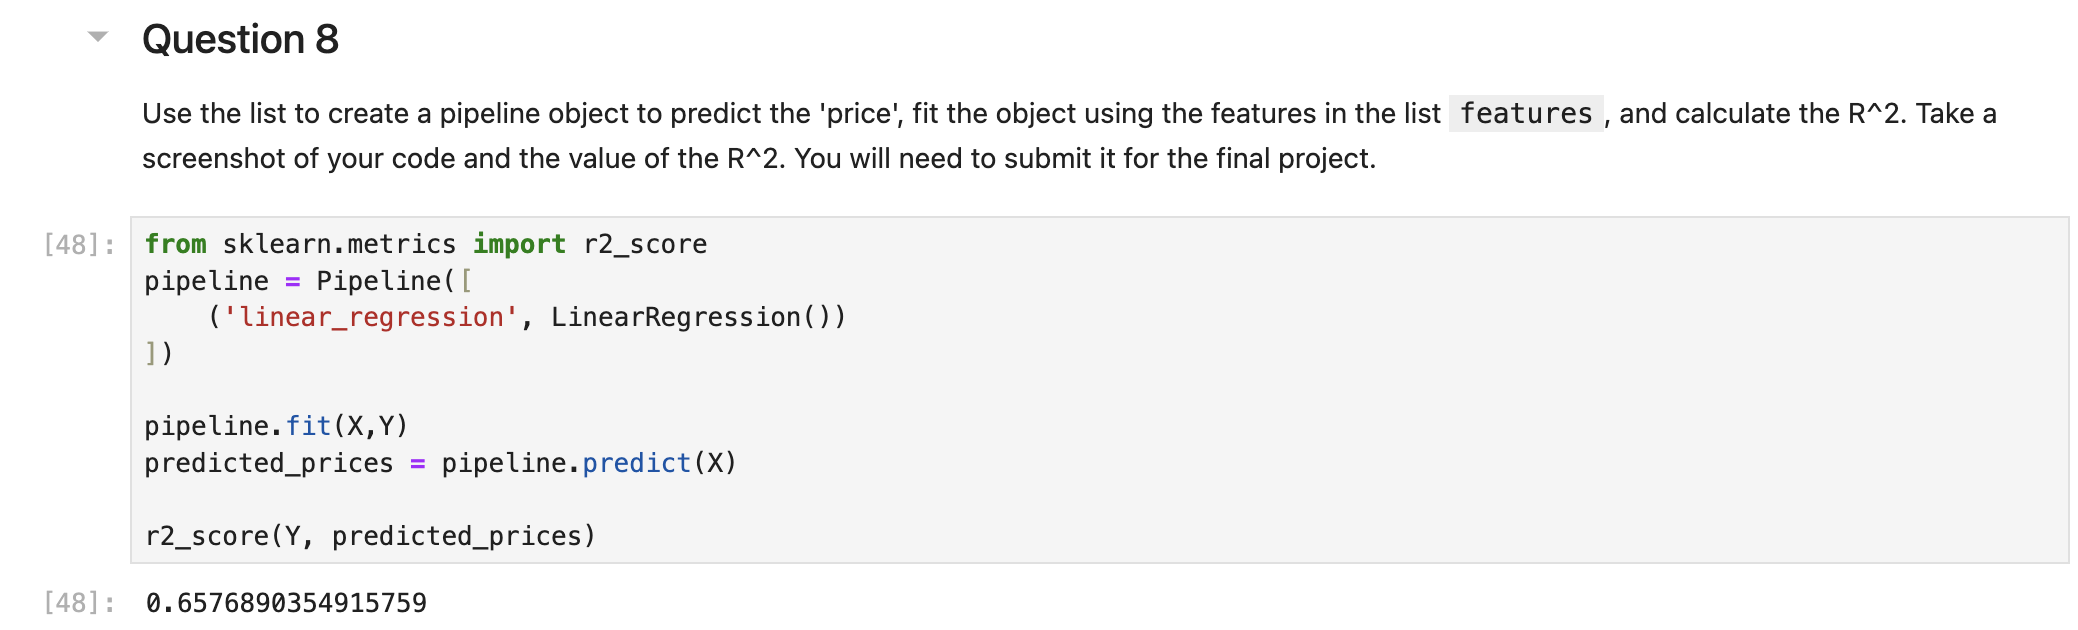 Question 8
Use the list to create a pipeline object to predict the 'price', fit the object using the features in the list features, and calculate the R^2. Take a
screenshot of your code and the value of the R^2. You will need to submit it for the final project.
[48]: from sklearn.metrics import r2_score
pipeline = Pipeline([
    ('linear_regression', LinearRegression())
])
pipeline.fit(X,Y)
predicted_prices = pipeline.predict(X)
r2_score(Y, predicted_prices)
[48]: 0.6576890354915759